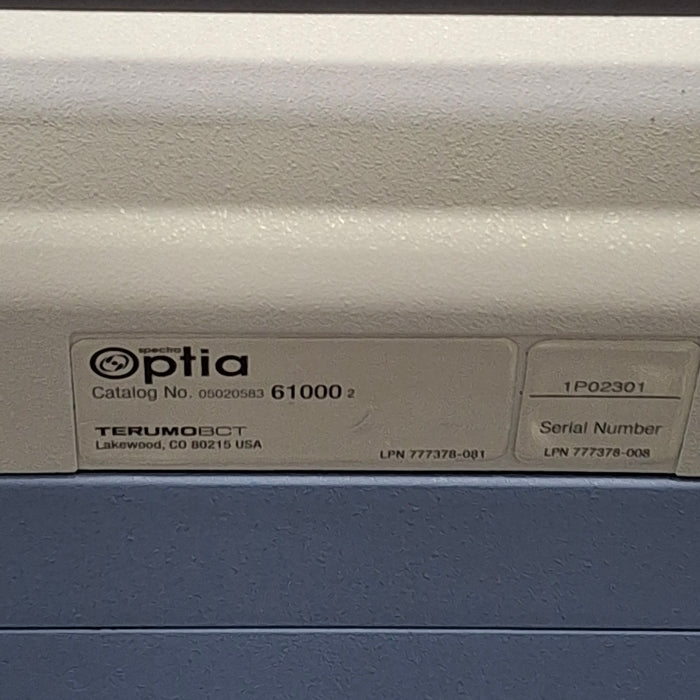 spectra
Optia
Catalog No. 05020583 61000 2
TERUMOBCT
Lakewood, CO 80215 USA
LPN 777378-081
1P02301
Serial Number
LPN 777378-008